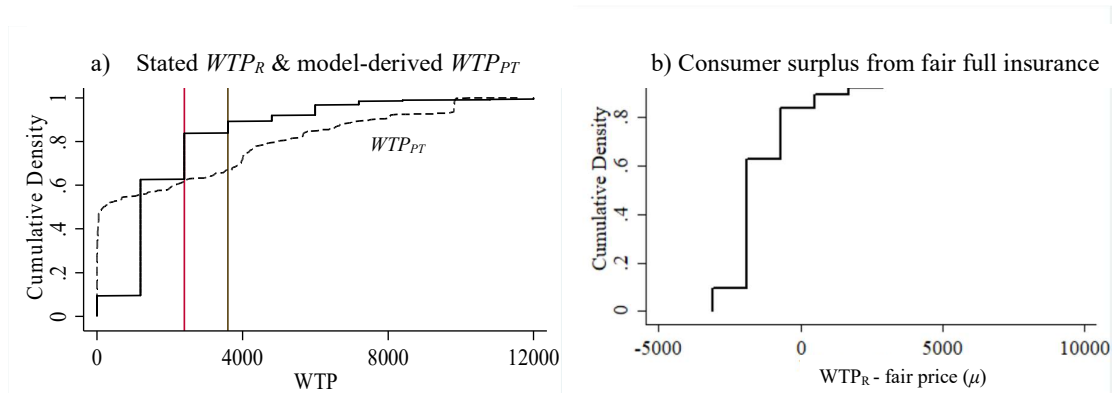 a) Stated WTP_R & model-derived WTP_PT
Cumulative Density
1
.8
.6
.4
.2
0
WTP_PT
0 4000 8000 12000
WTP
b) Consumer surplus from fair full insurance
Cumulative Density
.8
.6
.4
.2
0
-5000 0 5000 10000
WTP_R - fair price (μ)